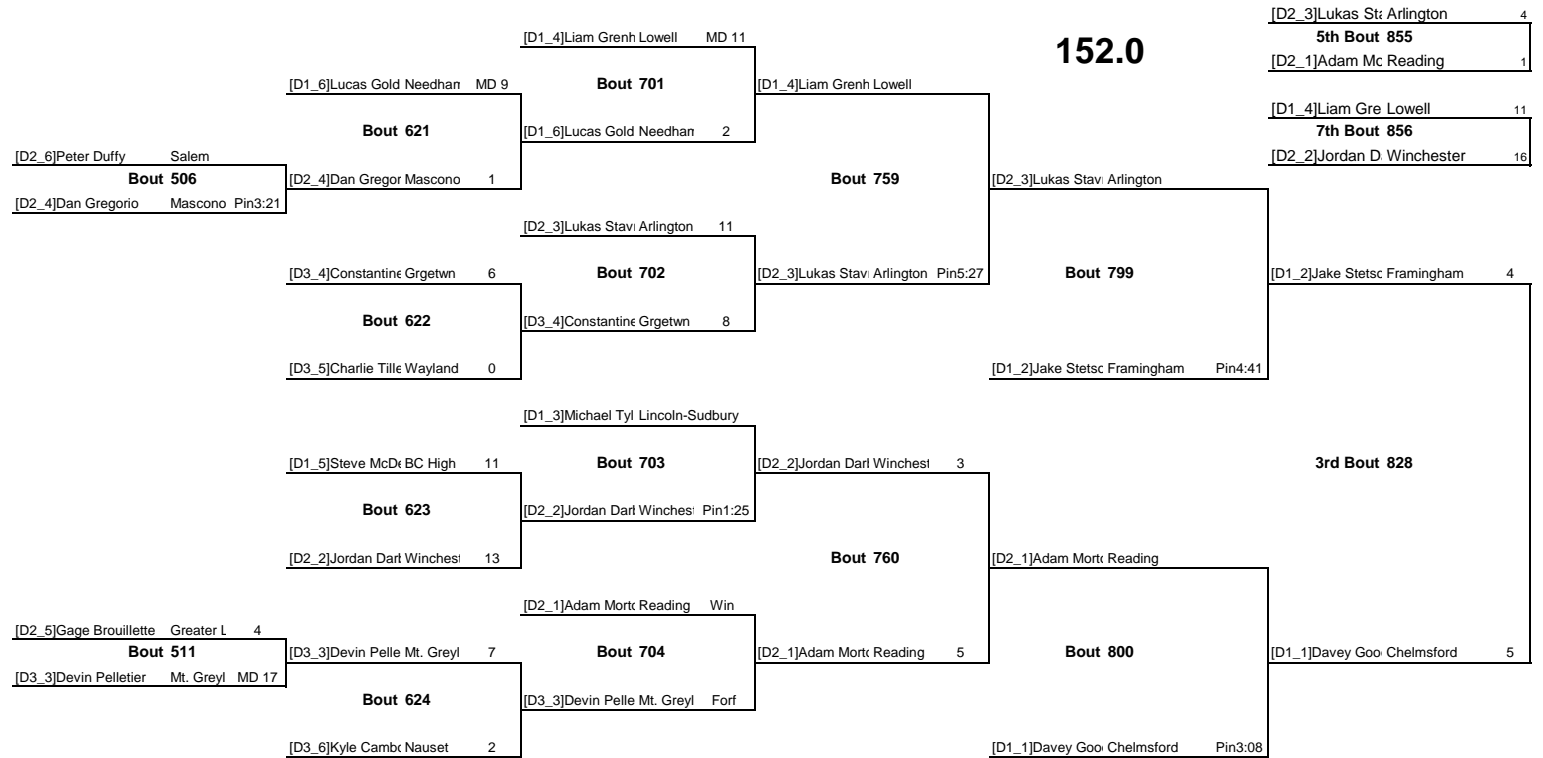 [D2_3]Lukas Sta Arlington 4
[D1_4]Liam Grenh Lowell MD 11
152.0
5th Bout 855
[D2_1]Adam Mc Reading 1
[D1_6]Lucas Gold Needham MD 9
Bout 701
[D1_4]Liam Grenh Lowell
[D1_4]Liam Gre Lowell 11
Bout 621
[D1_6]Lucas Gold Needham 2
7th Bout 856
[D2_6]Peter Duffy Salem
[D2_2]Jordan D Winchester 16
Bout 506
[D2_4]Dan Gregor Mascono 1
Bout 759
[D2_3]Lukas Stav Arlington
[D2_4]Dan Gregorio Mascono Pin3:21
[D2_3]Lukas Stav Arlington 11
[D3_4]Constantine Grgetwn 6
Bout 702
[D2_3]Lukas Stav Arlington Pin5:27
Bout 799
[D1_2]Jake Stetsc Framingham 4
Bout 622
[D3_4]Constantine Grgetwn 8
[D3_5]Charlie Tille Wayland 0
[D1_2]Jake Stetsc Framingham Pin4:41
[D1_3]Michael Tyl Lincoln-Sudbury
[D1_5]Steve McDe BC High 11
Bout 703
[D2_2]Jordan Darl Winchest 3
3rd Bout 828
Bout 623
[D2_2]Jordan Darl Winches Pin1:25
[D2_2]Jordan Darl Winchest 13
Bout 760
[D2_1]Adam Mortc Reading
[D2_1]Adam Mortc Reading Win
[D2_5]Gage Brouillette Greater L 4
Bout 511
[D3_3]Devin Pelle Mt. Greyl 7
Bout 704
[D2_1]Adam Mortc Reading 5
Bout 800
[D1_1]Davey Goo Chelmsford 5
[D3_3]Devin Pelletier Mt. Greyl MD 17
Bout 624
[D3_3]Devin Pelle Mt. Greyl Forf
[D3_6]Kyle Cambc Nauset 2
[D1_1]Davey Goo Chelmsford Pin3:08